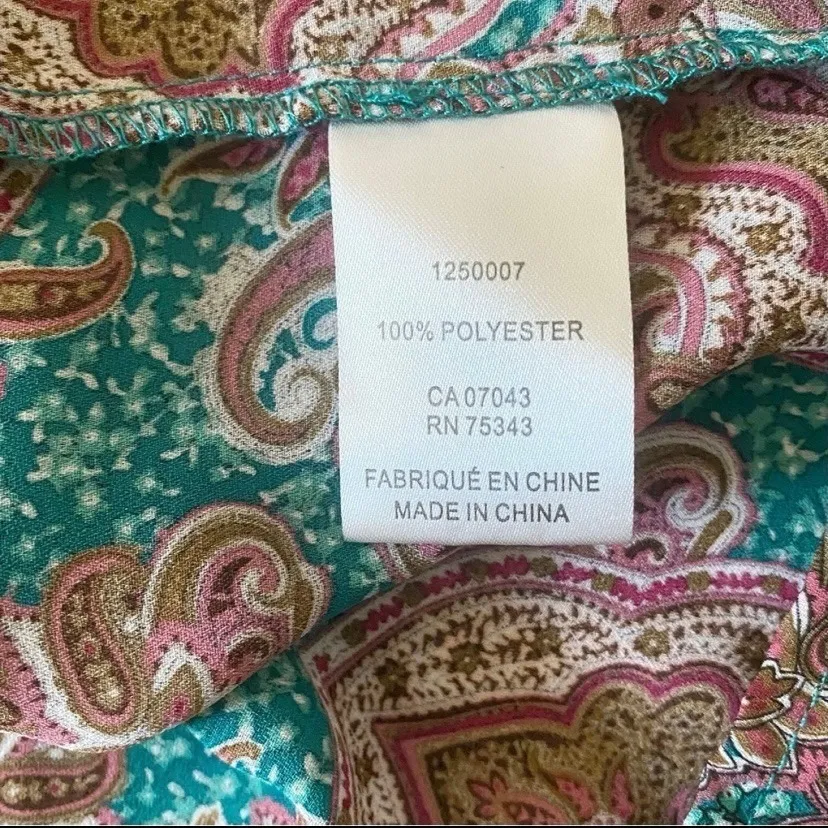 1250007
100% POLYESTER
CA 07043
RN 75343
FABRIQUÉ EN CHINE
MADE IN CHINA